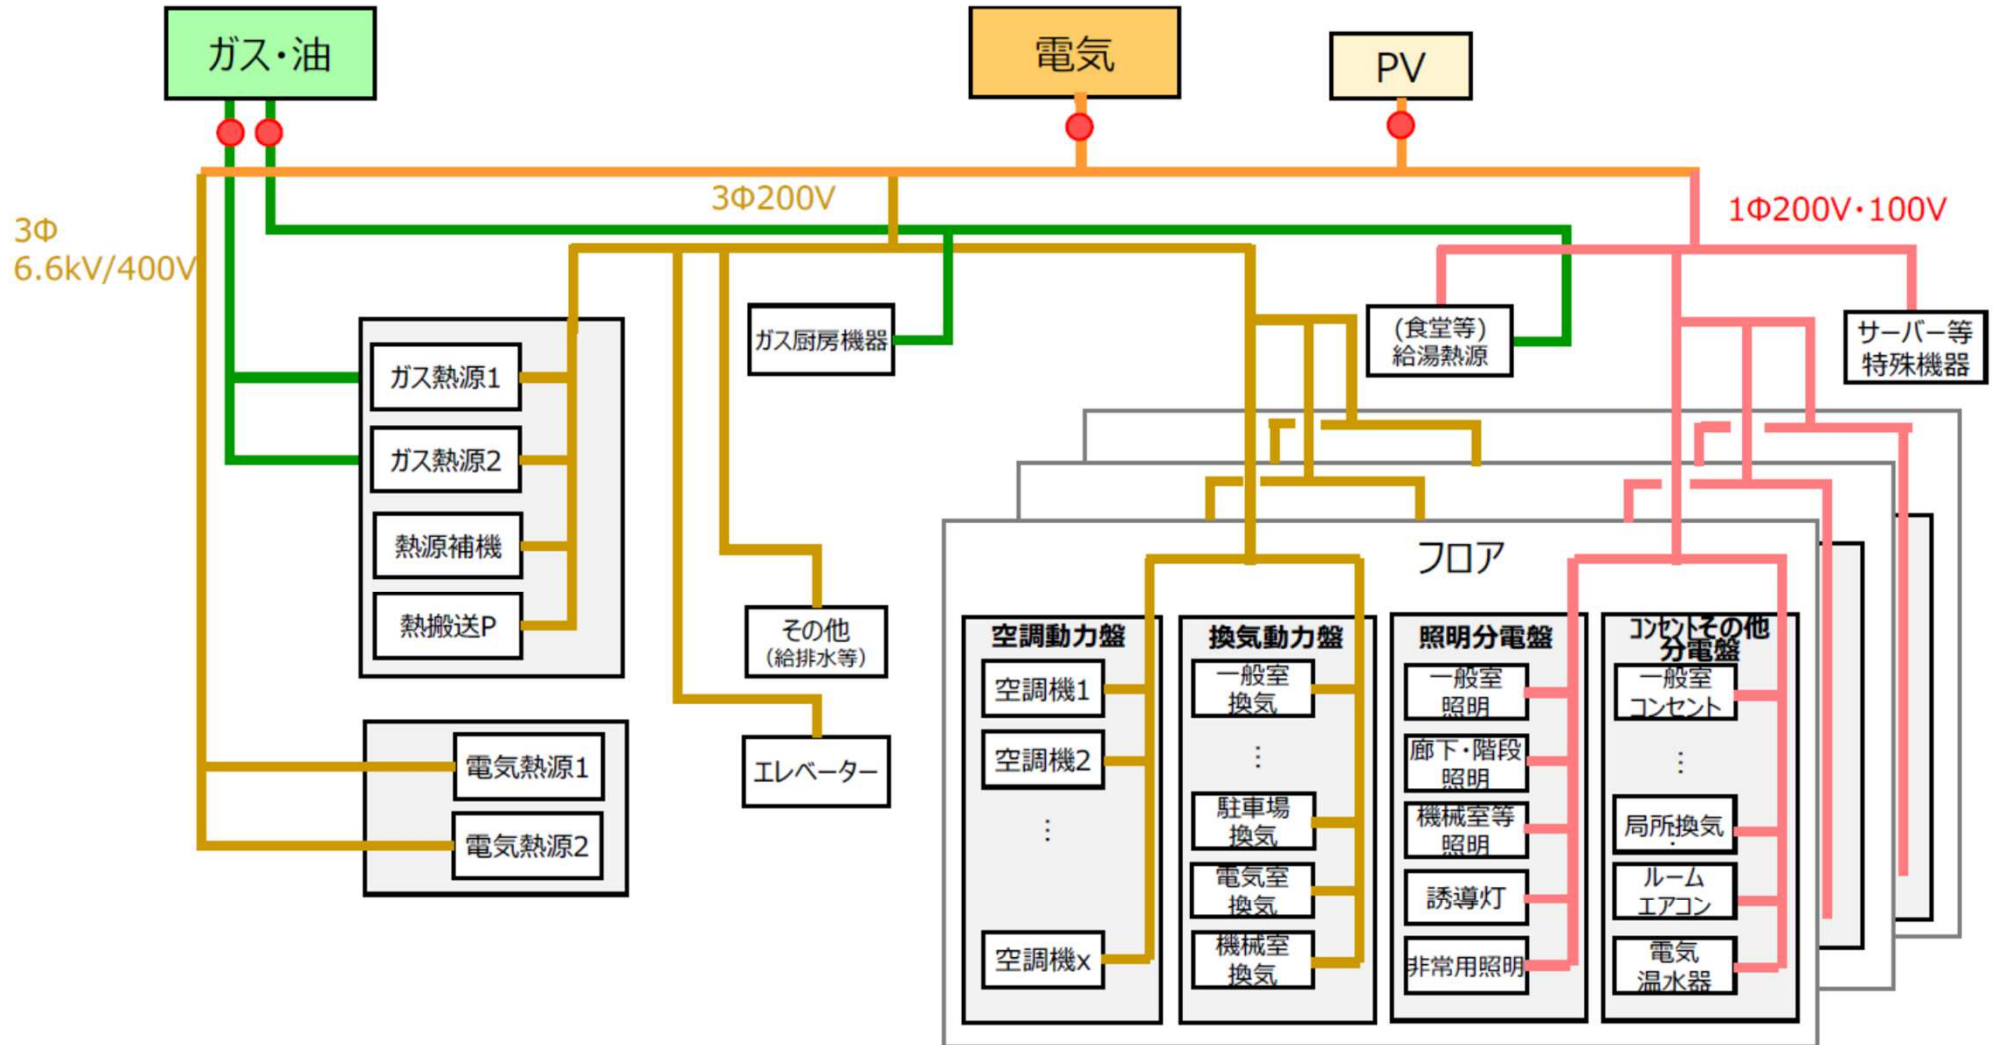 ガス・油
電気
PV
3Φ200V
1Φ200V・100V
3Φ
6.6kV/400V
ガス厨房機器
(食堂等)
給湯熱源
サーバー等
特殊機器
ガス熱源1
ガス熱源2
熱源補機
熱搬送P
その他
(給排水等)
エレベーター
電気熱源1
電気熱源2
フロア
空調動力盤
空調機1
空調機2
⋮
空調機x
換気動力盤
一般室
換気
⋮
駐車場
換気
電気室
換気
機械室
換気
照明分電盤
一般室
照明
廊下・階段
照明
機械室等
照明
誘導灯
非常用照明
コンセントその他
分電盤
一般室
コンセント
⋮
局所換気
ルーム
エアコン
電気
温水器